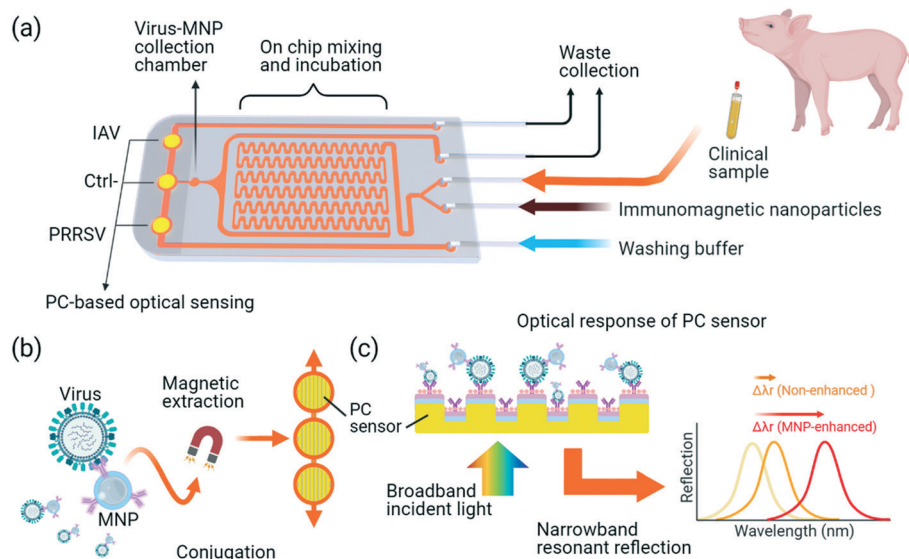 (a)
Virus-MNP
collection
chamber
On chip mixing
and incubation
Waste
collection
IAV
Ctrl-
PRRSV
PC-based optical sensing
Clinical
sample
Immunomagnetic nanoparticles
Washing buffer
(b)
Virus
Magnetic
extraction
PC
sensor
MNP
Conjugation
(c)
Optical response of PC sensor
Broadband
incident light
Narrowband
resonant reflection
Δλr (Non-enhanced )
Δλr (MNP-enhanced)
Reflection
Wavelength (nm)